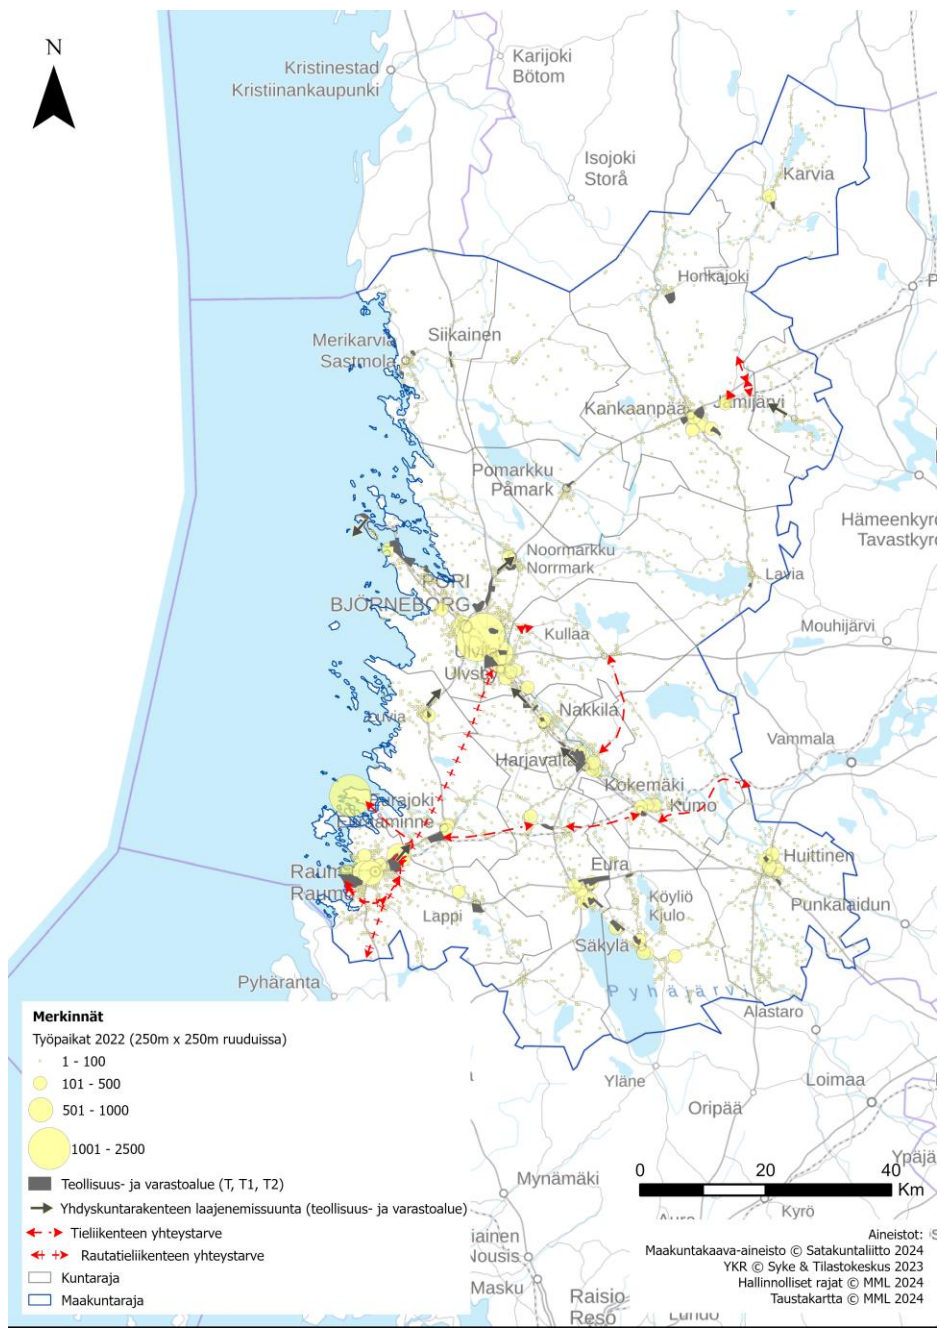 N
Karijoki
Bötom
Kristinestad
Kristiinankaupunki
Isojoki
Storå
Karvia
Honkajoki
Siikainen
Merikarvia
Sastmola
Kankaanpää
Jämijärvi
Pomarkku
Påmark
Hämeenkyrö
Tavastkyro
Noormarkku
Norrmark
PORI
BJÖRNEBORG
Lavia
Kullaa
Mouhijärvi
Ulvila
Ulvsby
Nakkila
Luvia
Vammala
Harjavalta
Kokemäki
Kumo
Eurajoki
Euraåminne
Huittinen
Rauma
Raumo
Eura
Köyliö
Kjulo
Punkalaidun
Lappi
Säkylä
Pyhäranta
Pyhäjärvi
Alastaro
Yläne
Loimaa
Oripää
Ypäjä
Mynämäki
Kyrö
Aura
iainen
Nousis
Masku
Raisio
Reso
Merkinnät
Työpaikat 2022 (250m x 250m ruuduissa)
1 - 100
101 - 500
501 - 1000
1001 - 2500
Teollisuus- ja varastoalue (T, T1, T2)
Yhdyskuntarakenteen laajenemissuunta (teollisuus- ja varastoalue)
Tieliikenteen yhteystarve
Rautatieliikenteen yhteystarve
Kuntaraja
Maakuntaraja
0 20 40
Km
Aineistot:
Maakuntakaava-aineisto © Satakuntaliitto 2024
YKR © Syke & Tilastokeskus 2023
Hallinnolliset rajat © MML 2024
Taustakartta © MML 2024